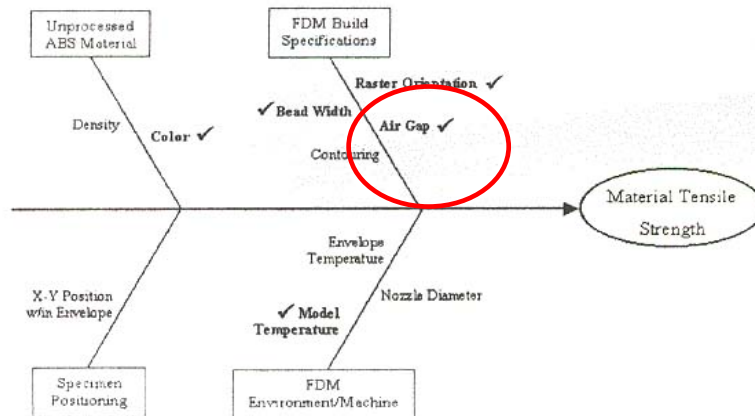 Unprocessed
ABS Material
FDM Build
Specifications
Raster Orientation ✓
✓ Bead Width
Air Gap ✓
Density
Color ✓
Contouring
Material Tensile
Strength
Envelope
Temperature
X-Y Position
w/in Envelope
Nozzle Diameter
✓ Model
Temperature
Specimen
Positioning
FDM
Environment/Machine